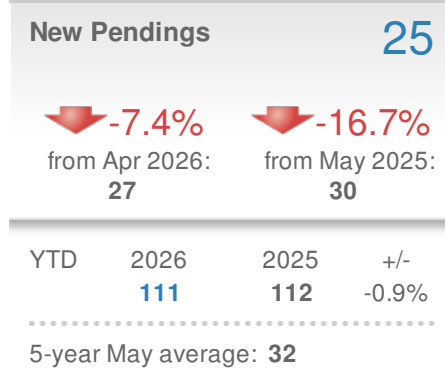 New Pendings 25
-7.4% -16.7%
from Apr 2026: from May 2025:
27 30
YTD 2026 2025 +/-
111 112 -0.9%
5-year May average: 32